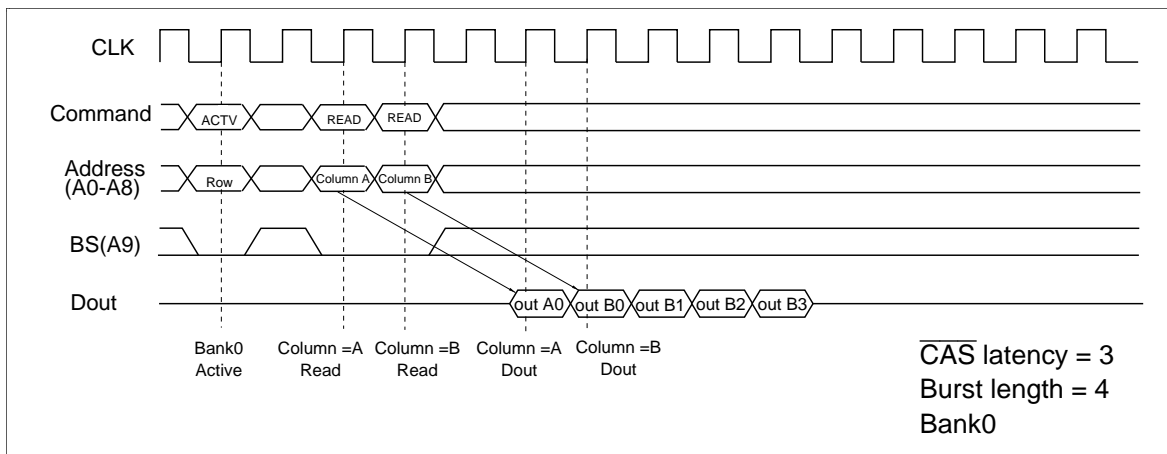 CLK
Command
ACTV
READ
READ
Address
(A0-A8)
Row
Column A
Column B
BS(A9)
Dout
out A0
out B0
out B1
out B2
out B3
Bank0
Active
Column =A
Read
Column =B
Read
Column =A
Dout
Column =B
Dout
CAS latency = 3
Burst length = 4
Bank0